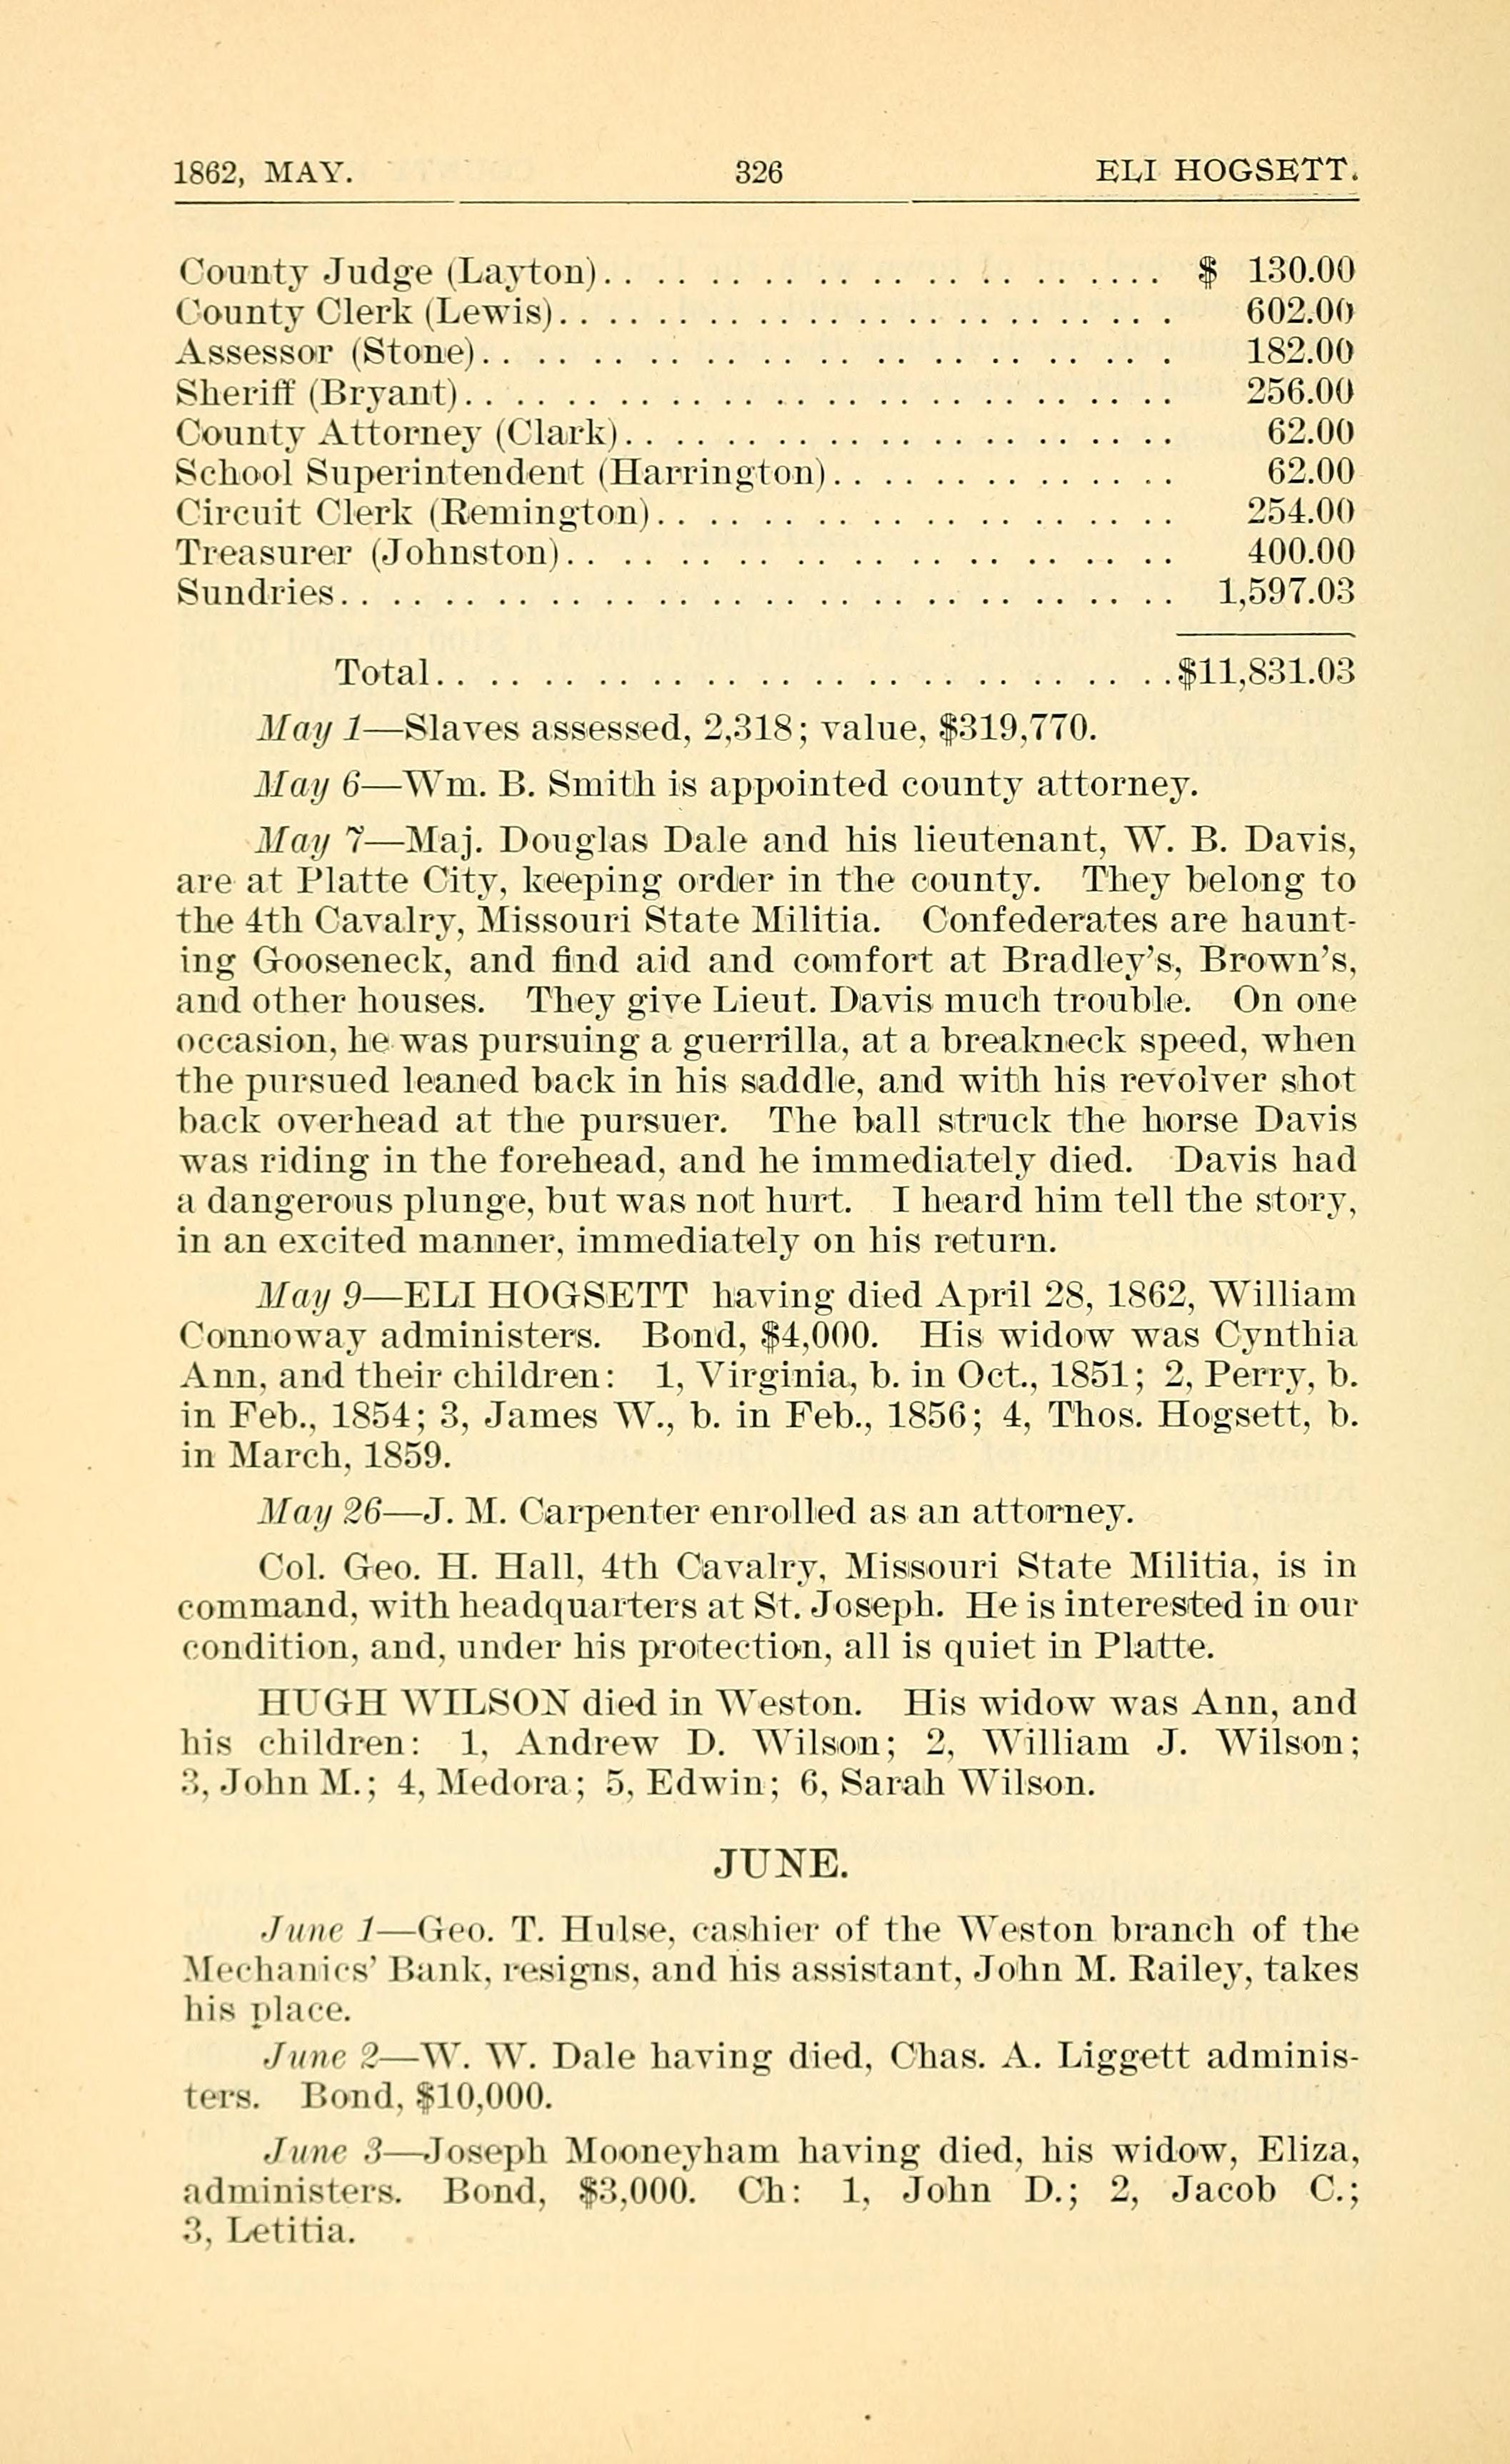 1862, MAY. 326 ELI HOGSETT.
County Judge (Layton). . . . . . . . . . . . . . . . . . . . . . $ 130.00
County Clerk (Lewis). . . . . . . . . . . . . . . . . . . . . . . . 602.00
Assessor (Stone). . . . . . . . . . . . . . . . . . . . . . . . . . . 182.00
Sheriff (Bryant). . . . . . . . . . . . . . . . . . . . . . . . . . . . 256.00
County Attorney (Clark). . . . . . . . . . . . . . . . . . . . . 62.00
School Superintendent (Harrington). . . . . . . . . . . . . . 62.00
Circuit Clerk (Remington). . . . . . . . . . . . . . . . . . . . 254.00
Treasurer (Johnston). . . . . . . . . . . . . . . . . . . . . . . 400.00
Sundries. . . . . . . . . . . . . . . . . . . . . . . . . . . . . . . . 1,597.03
Total. . . . . . . . . . . . . . . . . . . . . . . . . . . . $11,831.03
May 1—Slaves assessed, 2,318; value, $319,770.
May 6—Wm. B. Smith is appointed county attorney.
May 7—Maj. Douglas Dale and his lieutenant, W. B. Davis,
are at Platte City, keeping order in the county. They belong to
the 4th Cavalry, Missouri State Militia. Confederates are haunt-
ing Gooseneck, and find aid and comfort at Bradley's, Brown's,
and other houses. They give Lieut. Davis much trouble. On one
occasion, he was pursuing a guerrilla, at a breakneck speed, when
the pursued leaned back in his saddle, and with his revolver shot
back overhead at the pursuer. The ball struck the horse Davis
was riding in the forehead, and he immediately died. Davis had
a dangerous plunge, but was not hurt. I heard him tell the story,
in an excited manner, immediately on his return.
May 9—ELI HOGSETT having died April 28, 1862, William
Connoway administers. Bond, $4,000. His widow was Cynthia
Ann, and their children: 1, Virginia, b. in Oct., 1851; 2, Perry, b.
in Feb., 1854; 3, James W., b. in Feb., 1856; 4, Thos. Hogsett, b.
in March, 1859.
May 26—J. M. Carpenter enrolled as an attorney.
Col. Geo. H. Hall, 4th Cavalry, Missouri State Militia, is in
command, with headquarters at St. Joseph. He is interested in our
condition, and, under his protection, all is quiet in Platte.
HUGH WILSON died in Weston. His widow was Ann, and
his children: 1, Andrew D. Wilson; 2, William J. Wilson;
3, John M.; 4, Medora; 5, Edwin; 6, Sarah Wilson.
JUNE.
June 1—Geo. T. Hulse, cashier of the Weston branch of the
Mechanics' Bank, resigns, and his assistant, John M. Railey, takes
his place.
June 2—W. W. Dale having died, Chas. A. Liggett adminis-
ters. Bond, $10,000.
June 3—Joseph Mooneyham having died, his widow, Eliza,
administers. Bond, $3,000. Ch: 1, John D.; 2, Jacob C.;
3, Letitia.